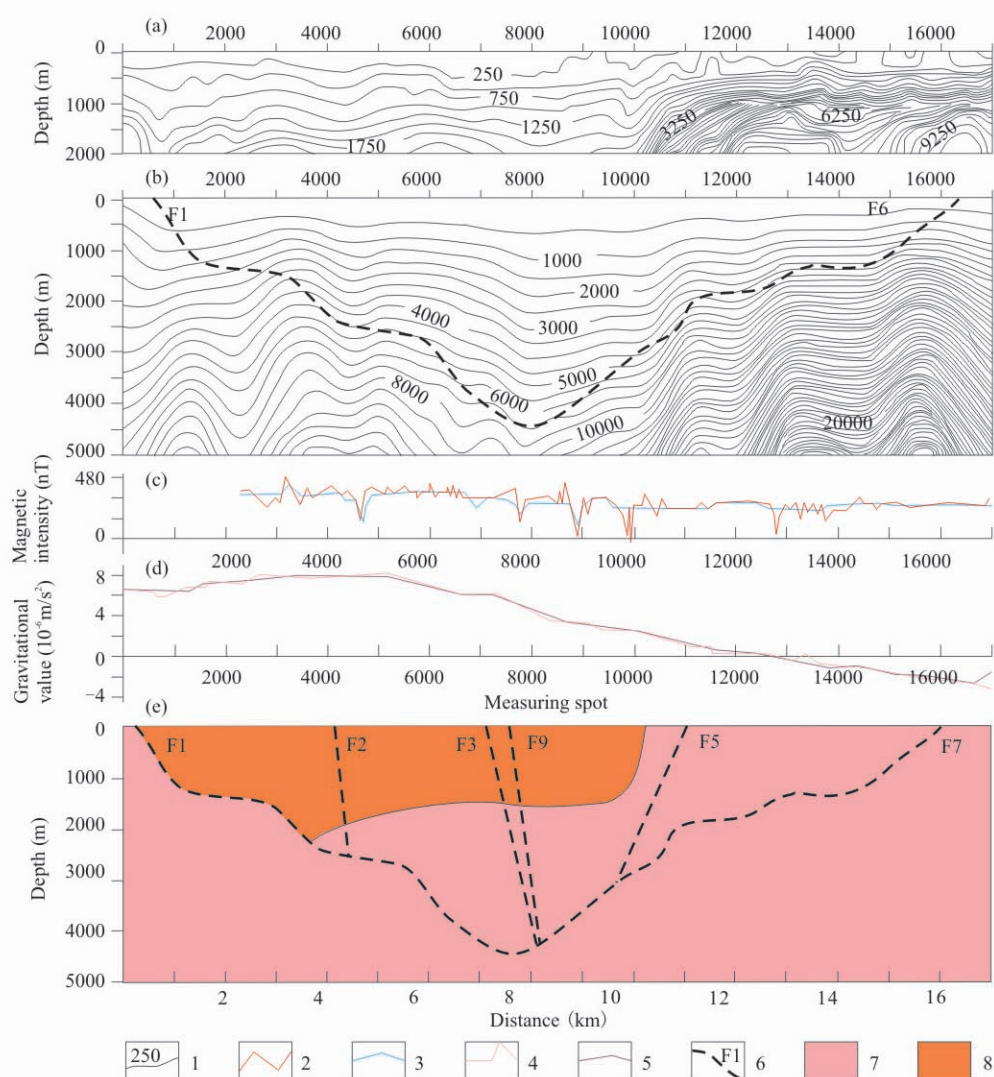 (a)
2000 4000 6000 8000 10000 12000 14000 16000
0
1000
2000
Depth (m)
250
750
1250
1750
3250
6250
9250
(b)
2000 4000 6000 8000 10000 12000 14000 16000
0
1000
2000
3000
4000
5000
Depth (m)
F1
F6
1000
2000
3000
4000
5000
6000
8000
10000
20000
(c)
480
0
Magnetic
intensity (nT)
2000 4000 6000 8000 10000 12000 14000 16000
(d)
8
4
0
−4
Gravitational
value (10⁻⁶m/s²)
2000 4000 6000 8000 10000 12000 14000 16000
Measuring spot
(e)
0
1000
2000
3000
4000
5000
Depth (m)
F1 F2 F3 F9 F5 F7
2 4 6 8 10 12 14 16
Distance (km)
250 1 2 3 4 5 F1 6 7 8